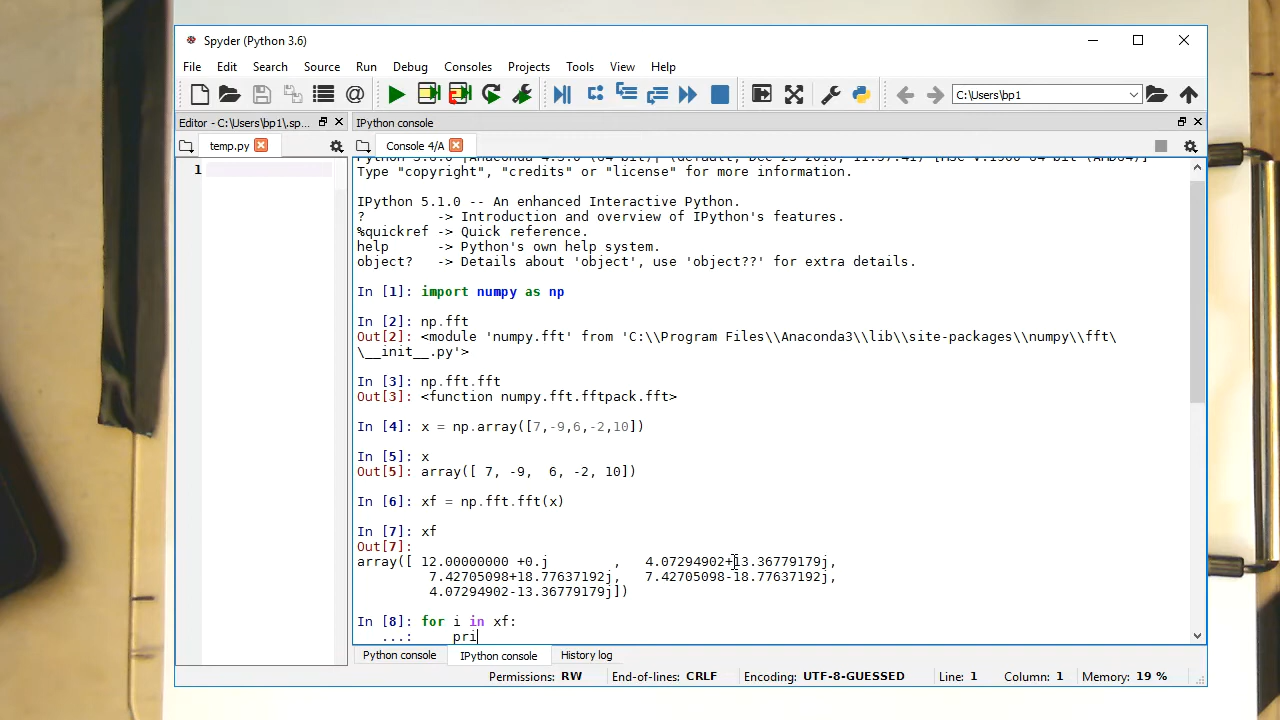 Spyder (Python 3.6)
File Edit Search Source Run Debug Consoles Projects Tools View Help
C:\Users\bp1
Editor - C:\Users\bp1\.sp...
IPython console
temp.py
Console 4/A
1
Type "copyright", "credits" or "license" for more information.
IPython 5.1.0 -- An enhanced Interactive Python.
? -> Introduction and overview of IPython's features.
%quickref -> Quick reference.
help -> Python's own help system.
object? -> Details about 'object', use 'object??' for extra details.
In [1]: import numpy as np
In [2]: np.fft
Out[2]: <module 'numpy.fft' from 'C:\\Program Files\\Anaconda3\\lib\\site-packages\\numpy\\fft\
\__init__.py'>
In [3]: np.fft.fft
Out[3]: <function numpy.fft.fftpack.fft>
In [4]: x = np.array([7,-9,6,-2,10])
In [5]: x
Out[5]: array([ 7, -9,  6, -2, 10])
In [6]: xf = np.fft.fft(x)
In [7]: xf
Out[7]:
array([ 12.00000000 +0.j        ,   4.07294902+13.36779179j,
7.42705098-18.77637192j,   7.42705098-18.77637192j,
4.07294902-13.36779179j])
In [8]: for i in xf:
...:     pri
Python console IPython console History log
Permissions: RW End-of-lines: CRLF Encoding: UTF-8-GUESSED Line: 1 Column: 1 Memory: 19 %